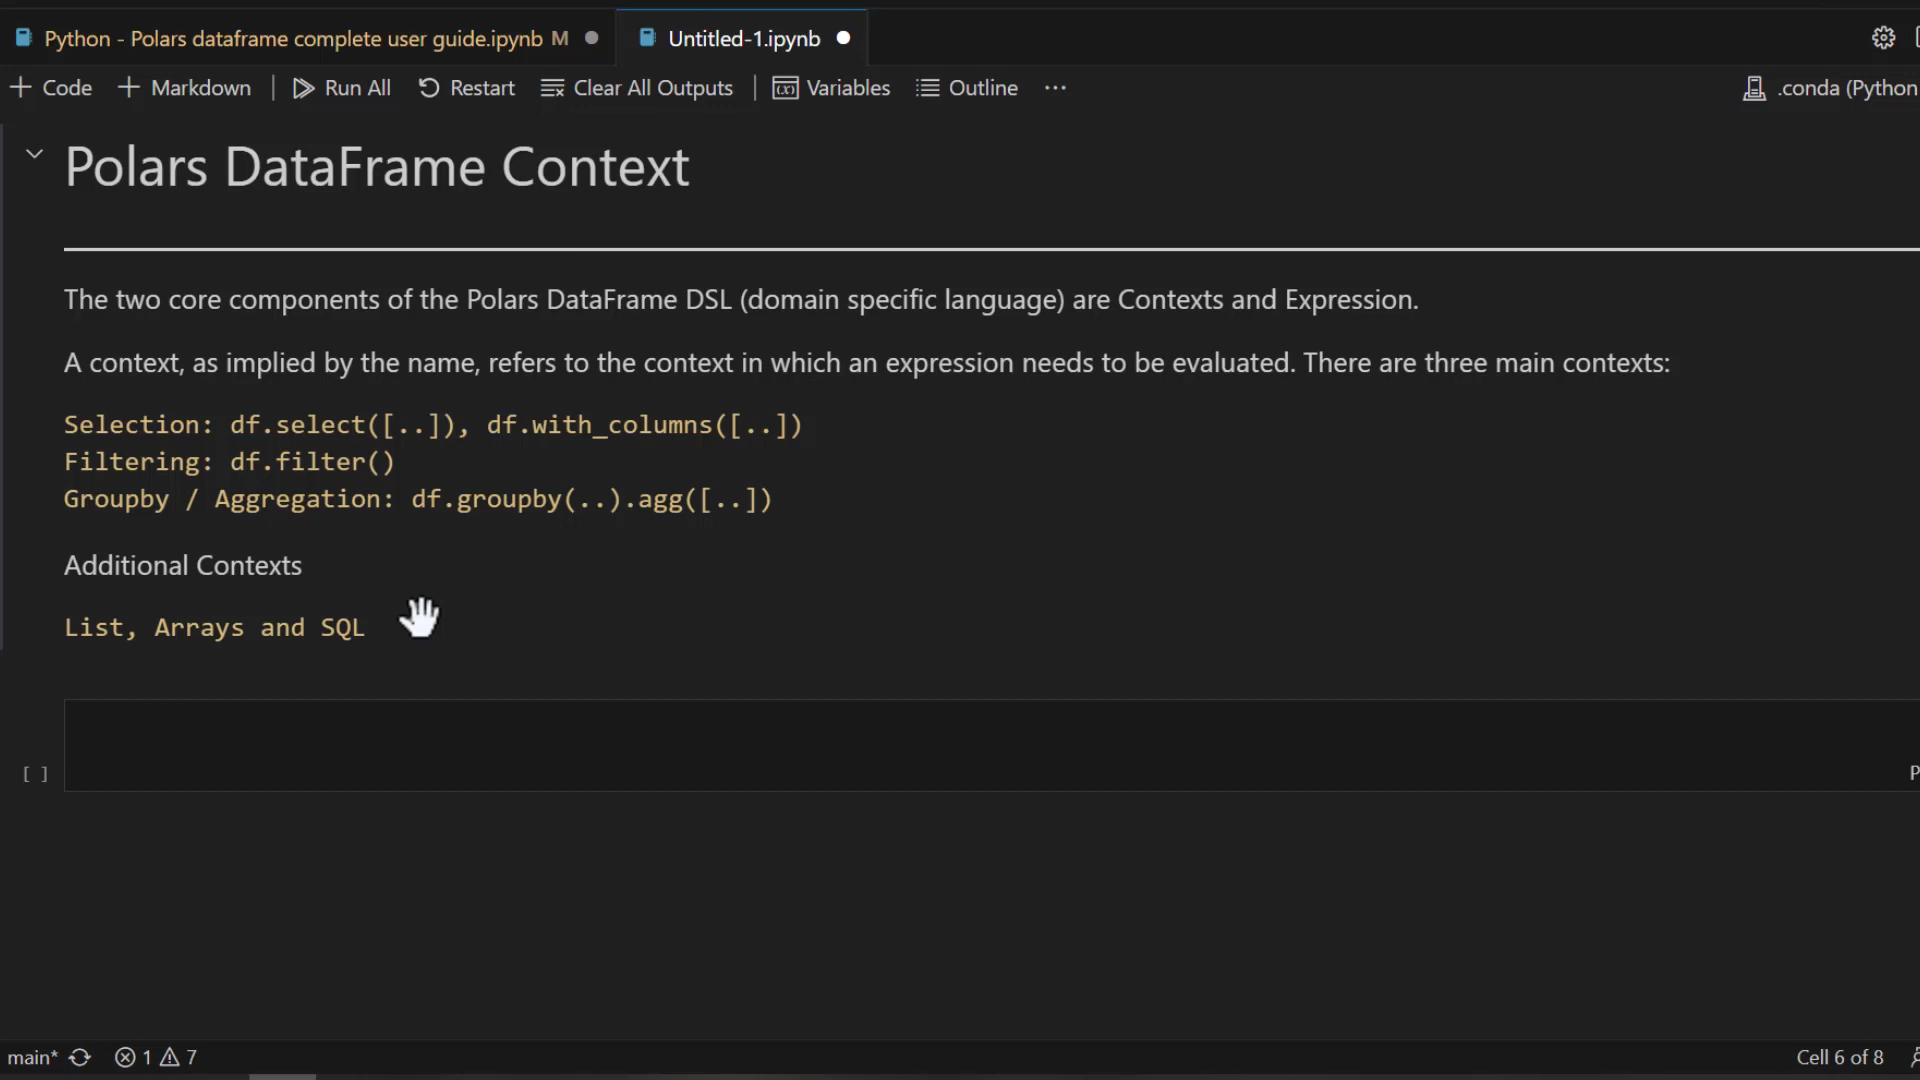 Python - Polars dataframe complete user guide.ipynb M
Untitled-1.ipynb
Code
Markdown
Run All
Restart
Clear All Outputs
Variables
Outline
...
.conda (Python
Polars DataFrame Context
The two core components of the Polars DataFrame DSL (domain specific language) are Contexts and Expression.
A context, as implied by the name, refers to the context in which an expression needs to be evaluated. There are three main contexts:
Selection: df.select([..]), df.with_columns([..])
Filtering: df.filter()
Groupby / Aggregation: df.groupby(..).agg([..])
Additional Contexts
List, Arrays and SQL
[ ]
P
main*
1
7
Cell 6 of 8